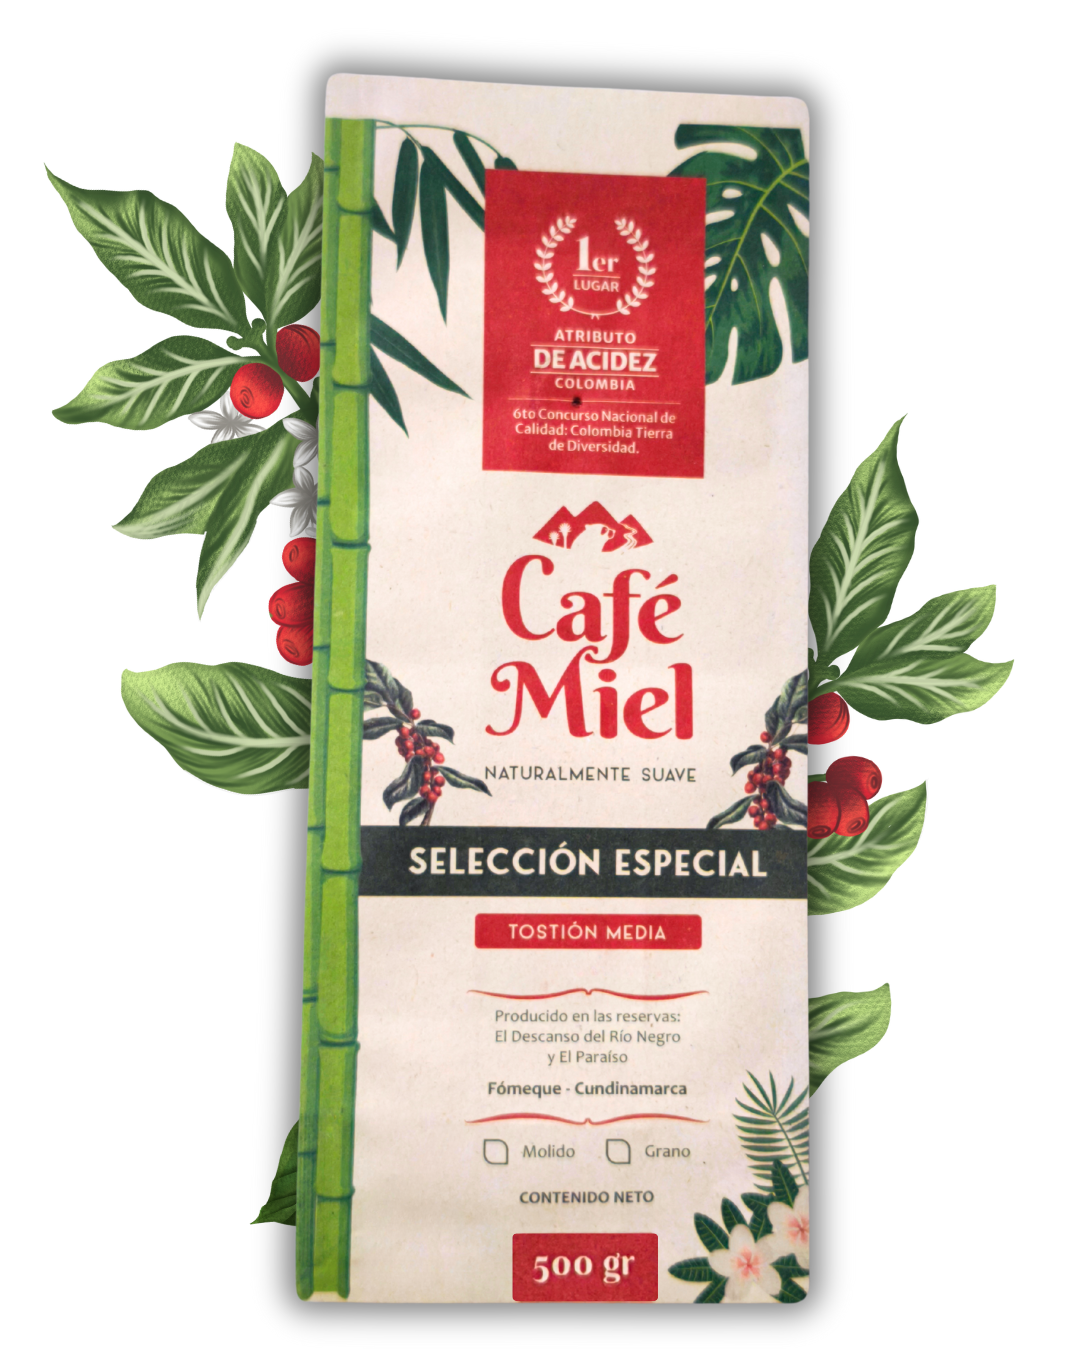 1er
LUGAR
ATRIBUTO
DE ACIDEZ
COLOMBIA
6to Concurso Nacional de
Calidad: Colombia Tierra
de Diversidad.
Café
Miel
NATURALMENTE SUAVE
SELECCIÓN ESPECIAL
TOSTIÓN MEDIA
Producido en las reservas:
El Descanso del Río Negro
y El Paraíso
Fómeque - Cundinamarca
Molido Grano
CONTENIDO NETO
500 gr